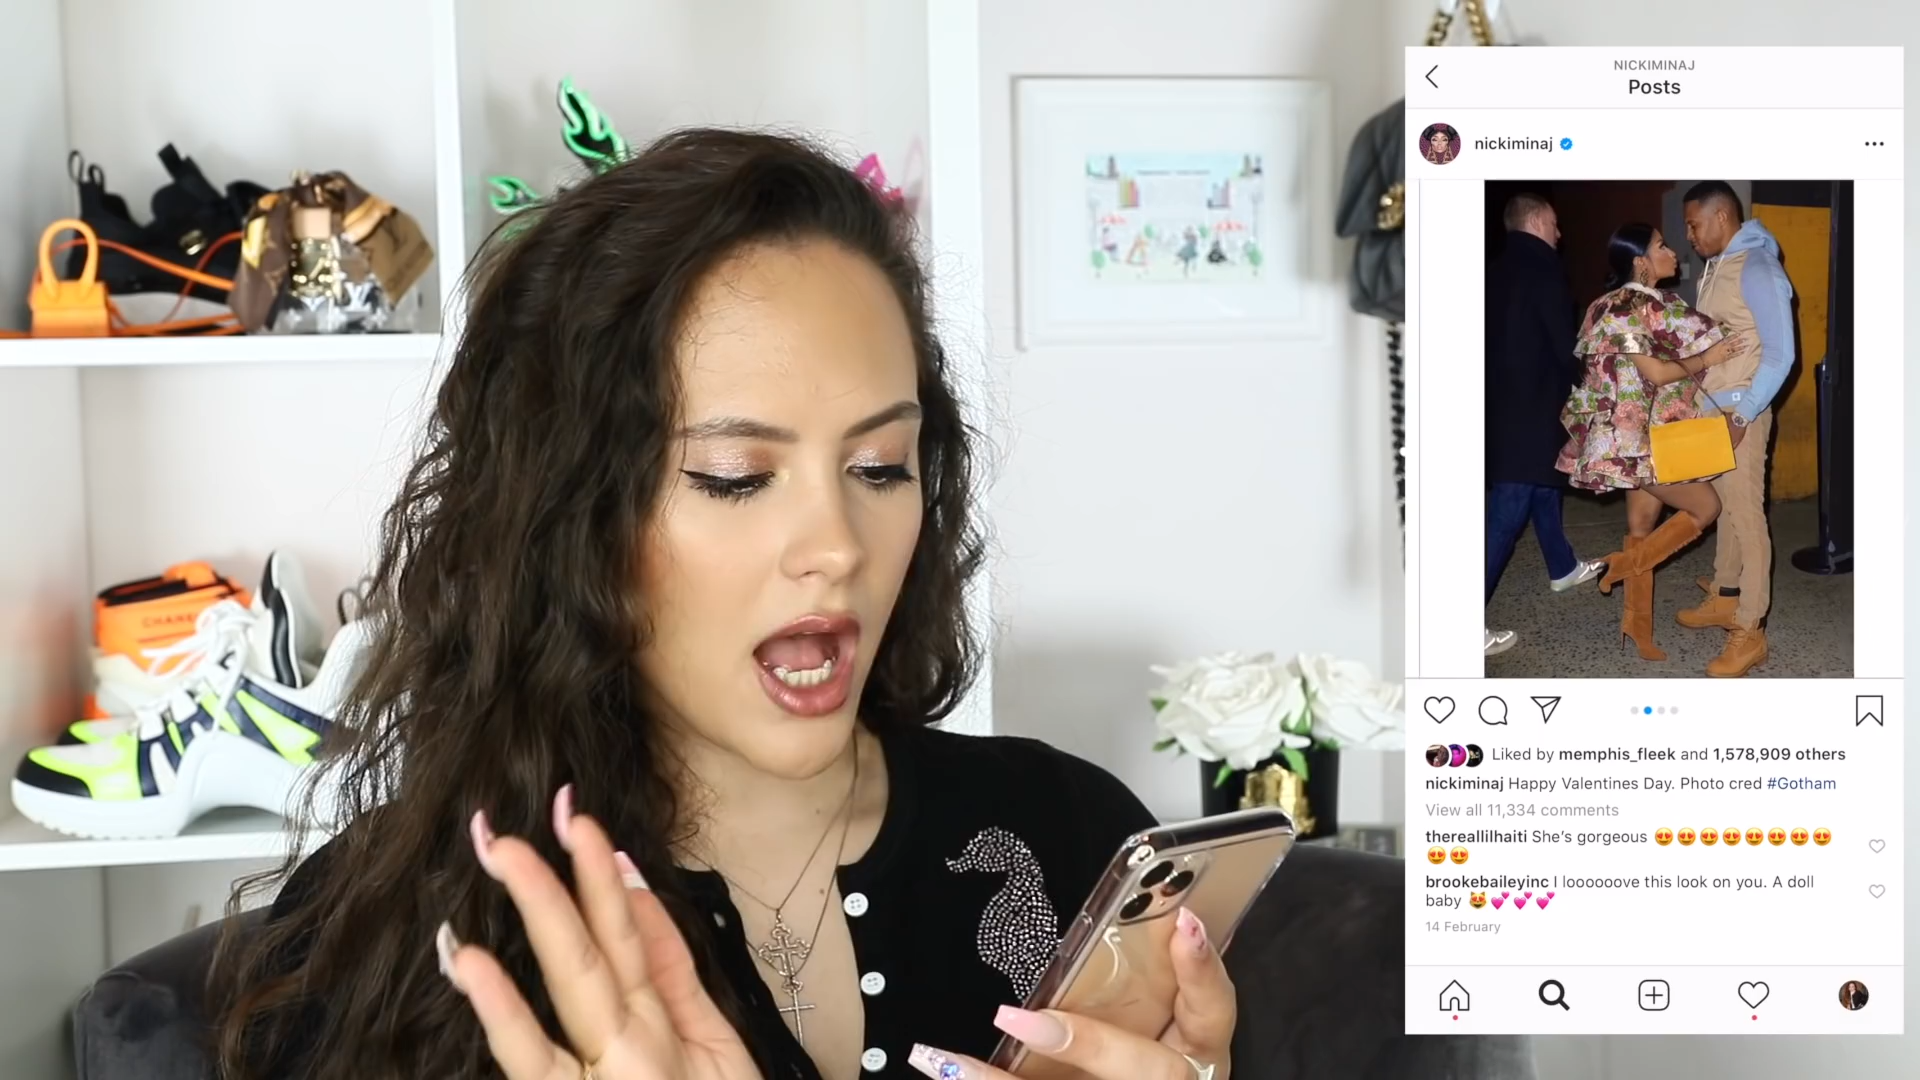 CHANEL
NICKIMINAJ
Posts
nickiminaj
Liked by memphis_fleek and 1,578,909 others
nickiminaj Happy Valentines Day. Photo cred #Gotham
View all 11,334 comments
thereallilhaiti She's gorgeous 😍😍😍😍😍😍😍😍
😍😍
brookebaileyinc I loooooove this look on you. A doll
baby 😻💕💕💕
14 February